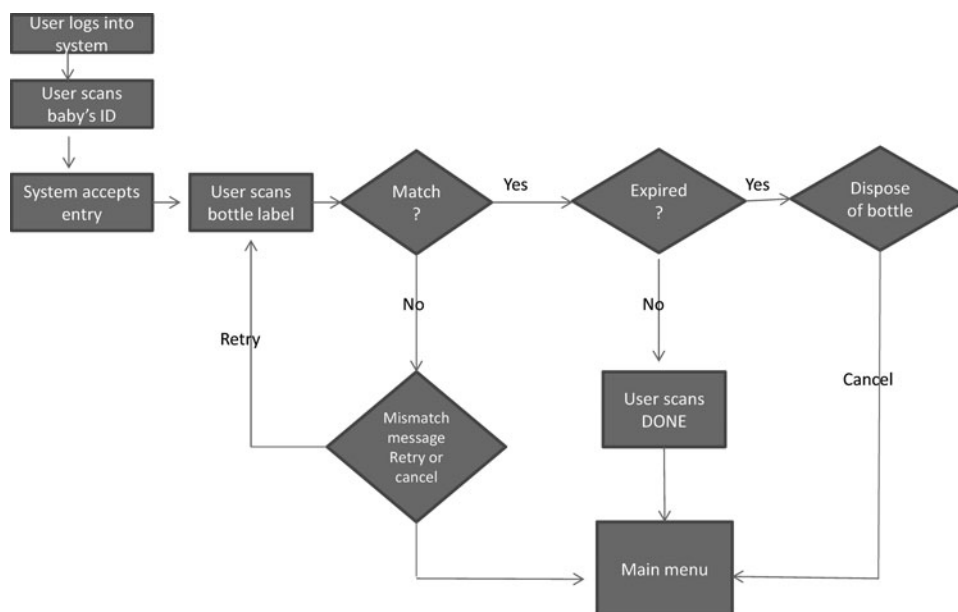 User logs into
system
User scans
baby’s ID
System accepts
entry
User scans
bottle label
Match
?
Yes
Expired
?
Yes
Dispose
of bottle
No
No
Retry
Cancel
Mismatch
message
Retry or
cancel
User scans
DONE
Main menu